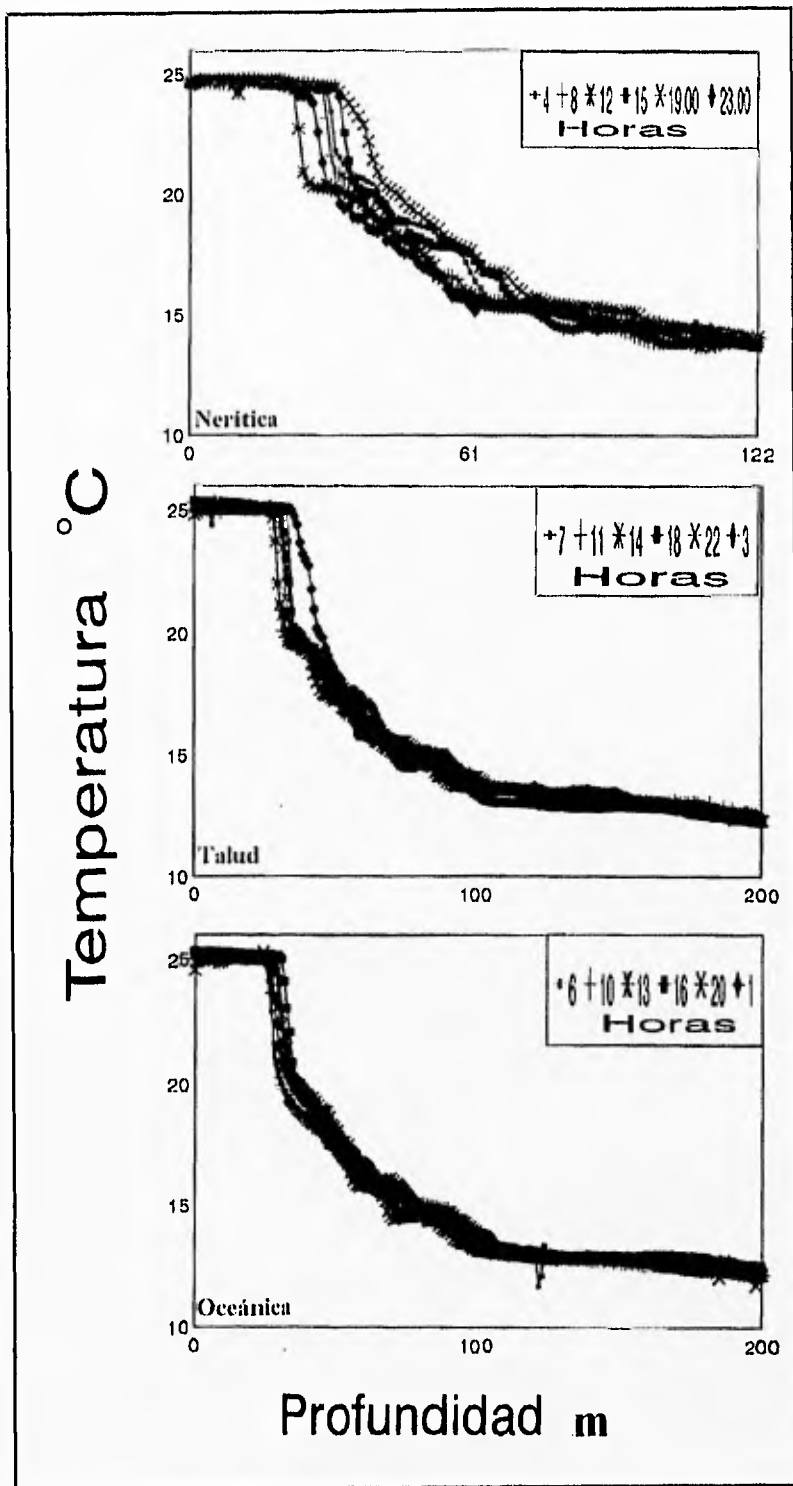 Temperatura °C
25
20
15
10
+4 +8 *12 ■15 ×19.00 ♦23.00
Horas
Nerítica
0 61 122
25
20
15
10
+7 +11 *14 ■18 ×22 ♦3
Horas
Talud
0 100 200
25
20
15
10
•6 +10 *13 ■16 ×20 ♦1
Horas
Oceánica
0 100 200
Profundidad m